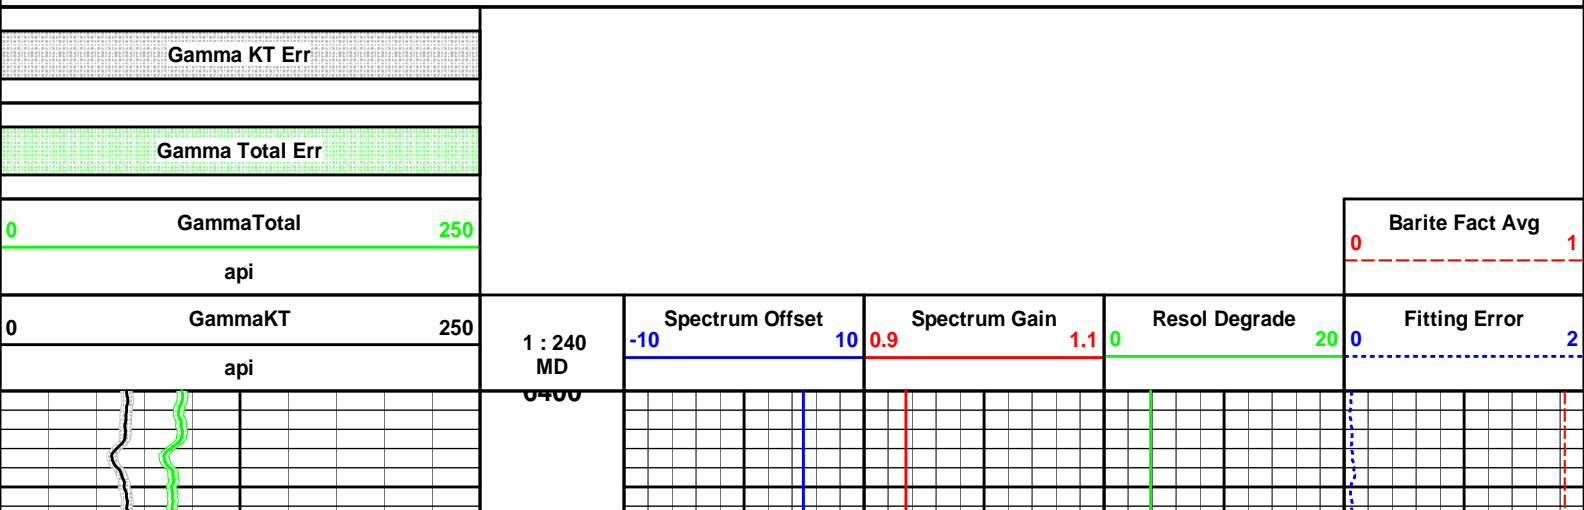 Gamma KT Err
Gamma Total Err
0 GammaTotal 250
api
Barite Fact Avg
0 1
0 GammaKT 250
api
1 : 240
MD
Spectrum Offset
-10 10
Spectrum Gain
0.9 1.1
Resol Degrade
0 20
Fitting Error
0 2
6400